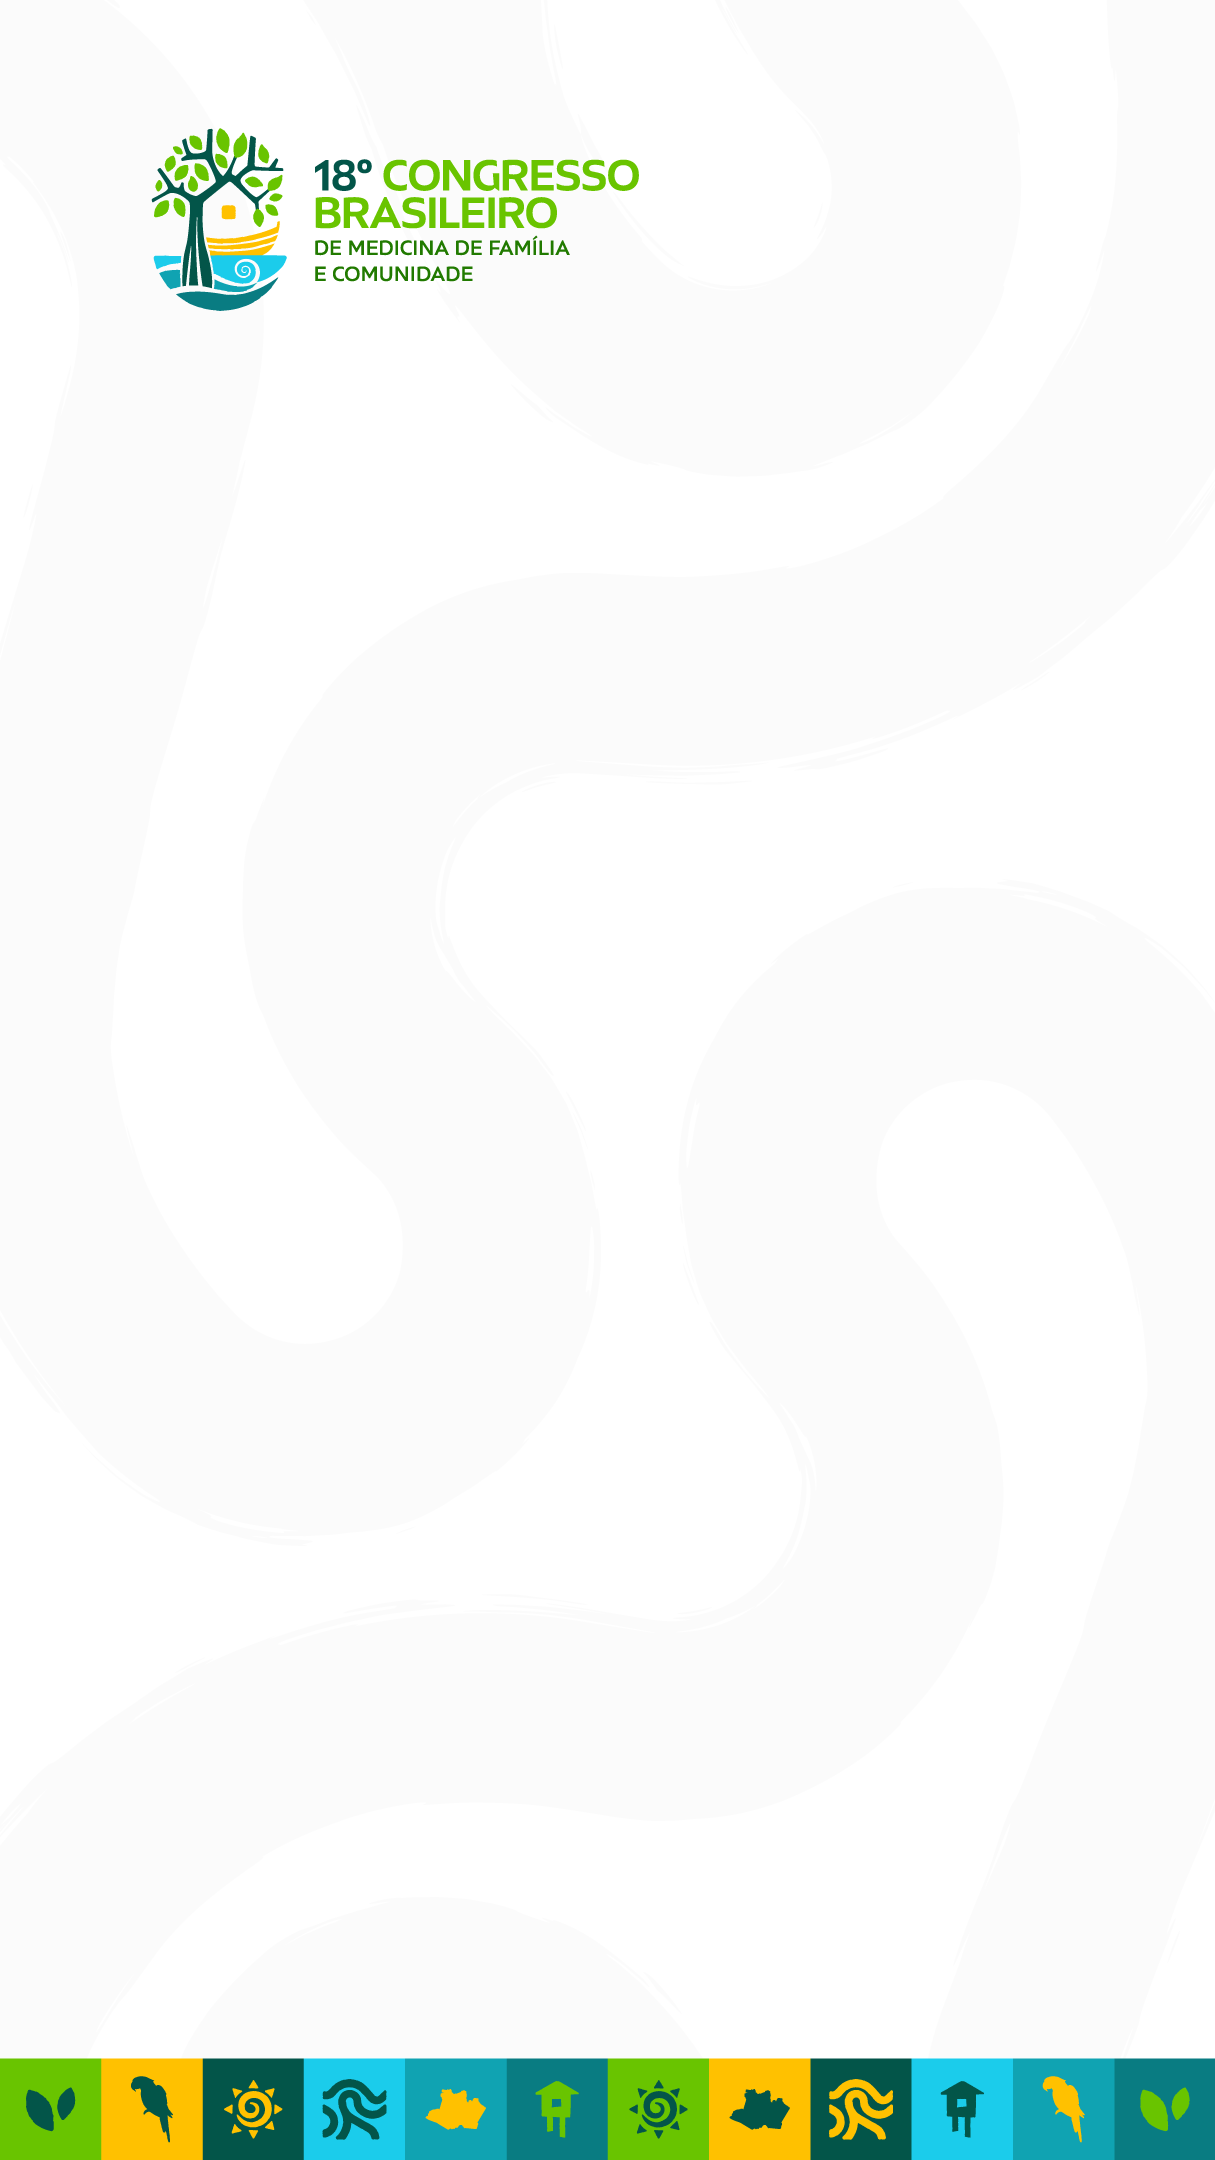 18º CONGRESSO
BRASILEIRO
DE MEDICINA DE FAMÍLIA
E COMUNIDADE